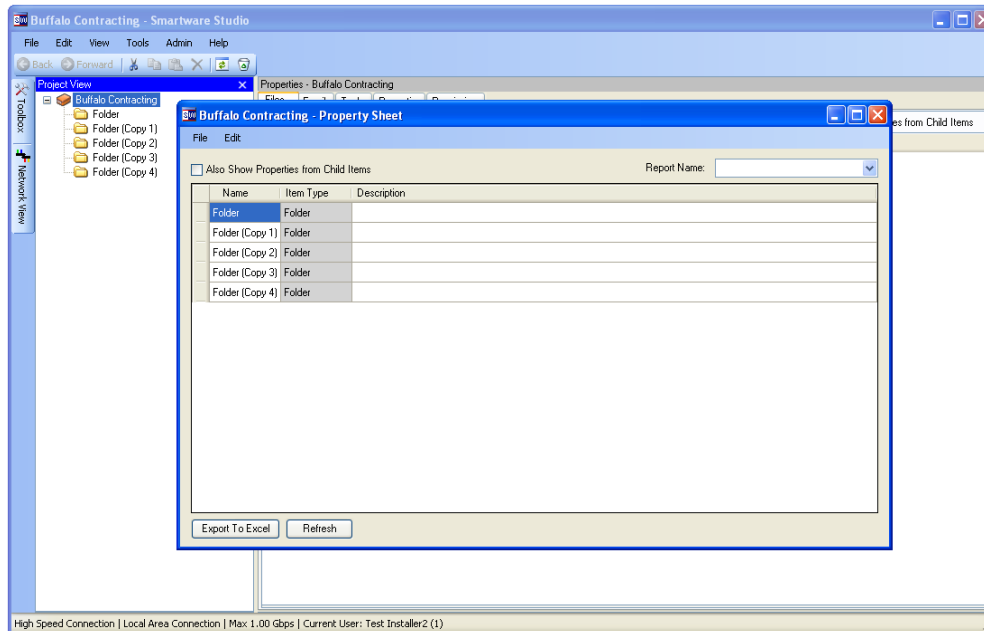 Buffalo Contracting - Smartware Studio
File Edit View Tools Admin Help
Back Forward
Project View
Properties - Buffalo Contracting
Toolbox
Network View
Buffalo Contracting
Folder
Folder (Copy 1)
Folder (Copy 2)
Folder (Copy 3)
Folder (Copy 4)
es from Child Items
Buffalo Contracting - Property Sheet
File Edit
Also Show Properties from Child Items
Report Name:
Name Item Type Description
Folder Folder
Folder (Copy 1) Folder
Folder (Copy 2) Folder
Folder (Copy 3) Folder
Folder (Copy 4) Folder
Export To Excel Refresh
High Speed Connection | Local Area Connection | Max 1.00 Gbps | Current User: Test Installer2 (1)